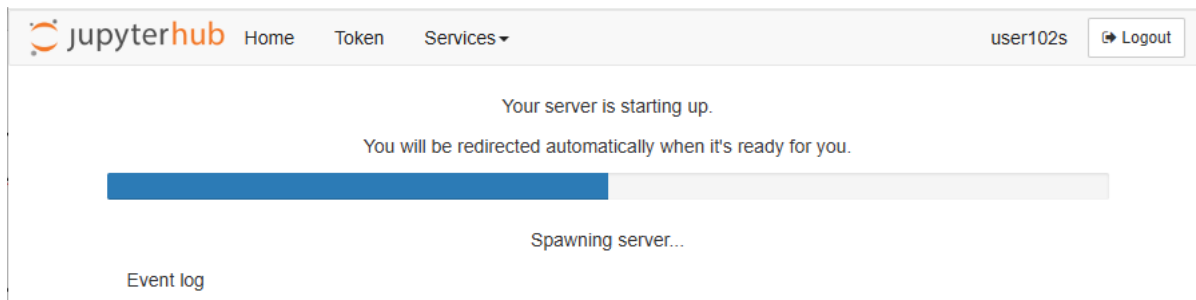 jupyterhub Home Token Services user102s Logout
Your server is starting up.
You will be redirected automatically when it's ready for you.
Spawning server...
Event log